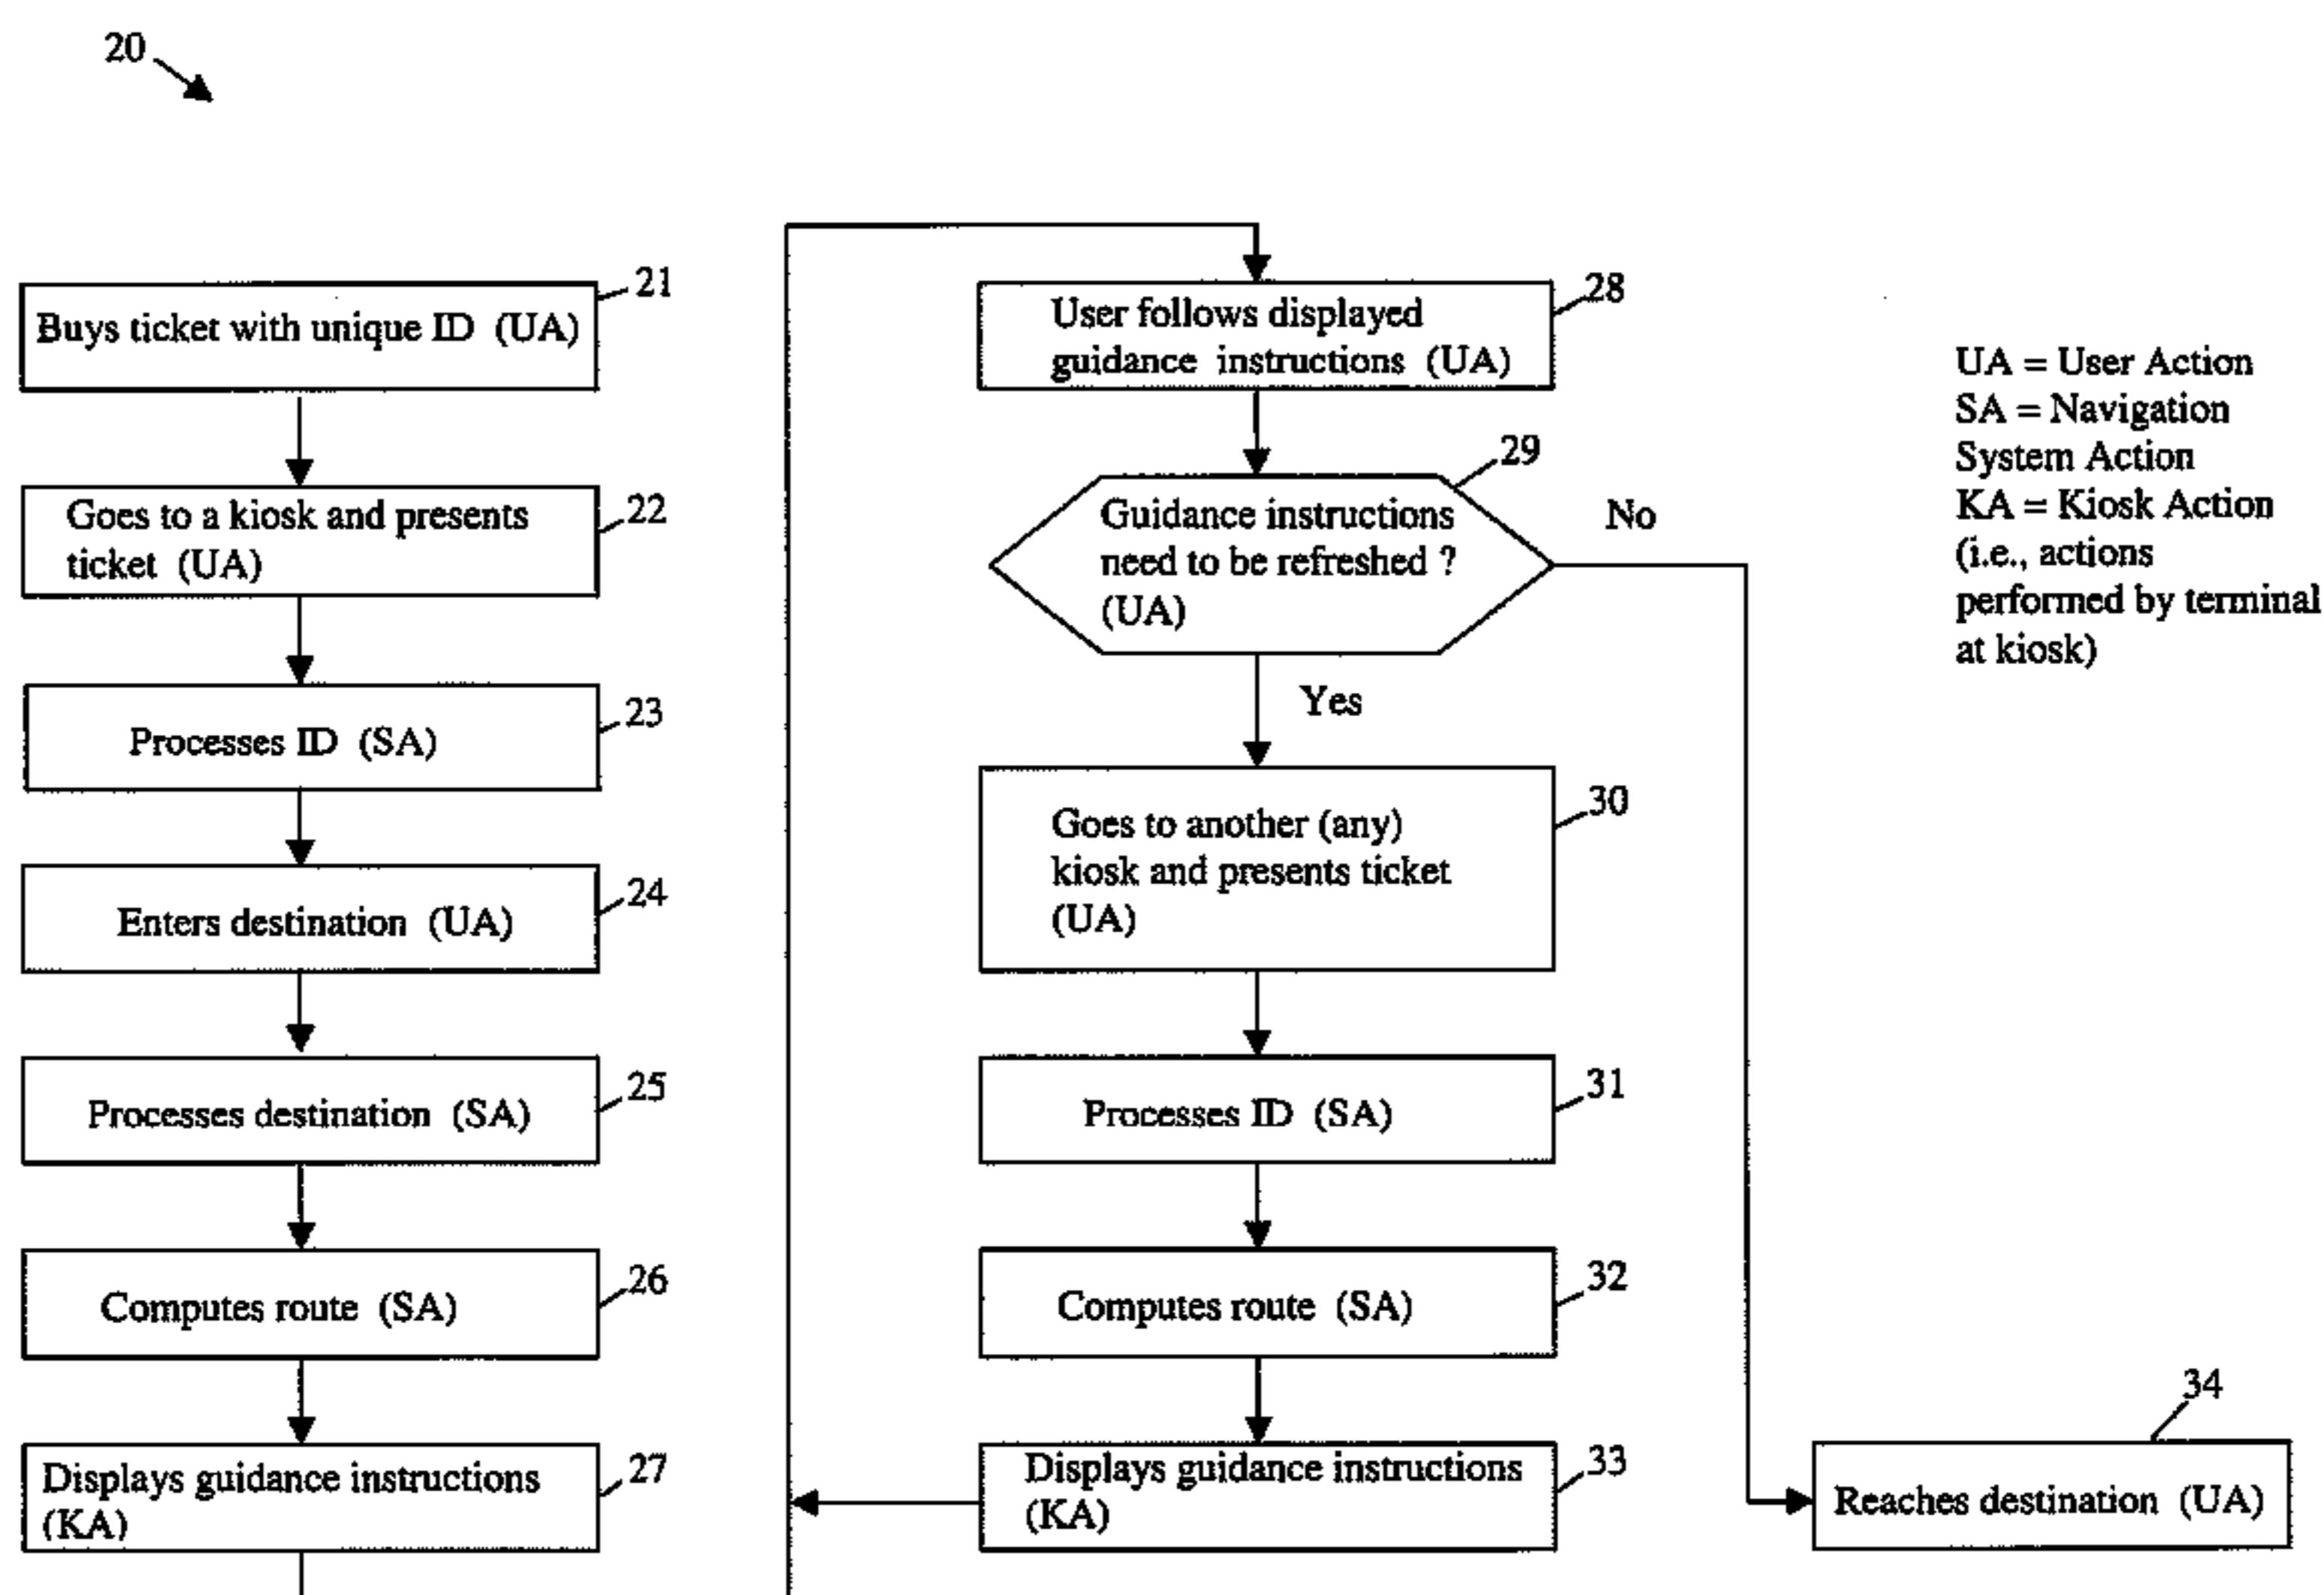 20
21
Buys ticket with unique ID (UA)
22
Goes to a kiosk and presents
ticket (UA)
23
Processes ID (SA)
24
Enters destination (UA)
25
Processes destination (SA)
26
Computes route (SA)
27
Displays guidance instructions
(KA)
28
User follows displayed
guidance instructions (UA)
29
Guidance instructions
need to be refreshed ?
(UA)
No
Yes
30
Goes to another (any)
kiosk and presents ticket
(UA)
31
Processes ID (SA)
32
Computes route (SA)
33
Displays guidance instructions
(KA)
34
Reaches destination (UA)
UA = User Action
SA = Navigation
System Action
KA = Kiosk Action
(i.e., actions
performed by terminal
at kiosk)